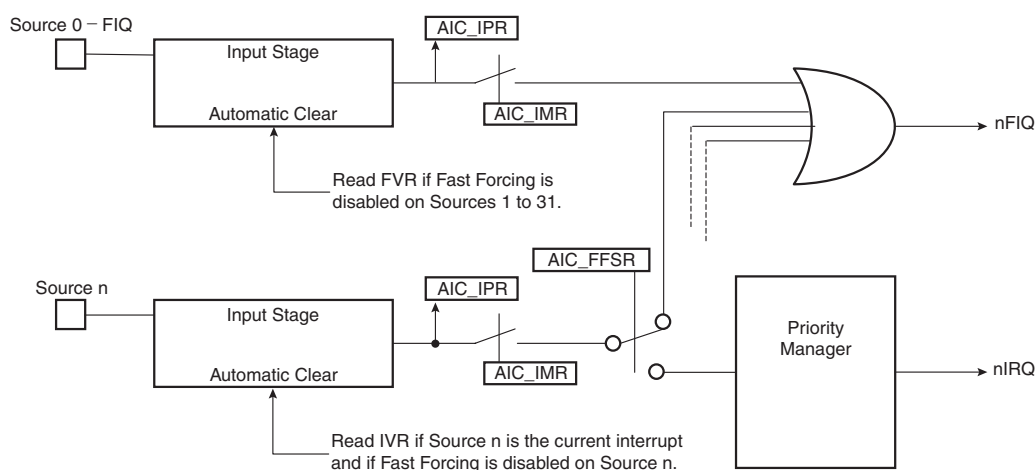 Source 0 – FIQ
AIC_IPR
Input Stage
Automatic Clear
AIC_IMR
nFIQ
Read FVR if Fast Forcing is
disabled on Sources 1 to 31.
AIC_FFSR
Source n
AIC_IPR
Input Stage
Priority
Manager
Automatic Clear
AIC_IMR
nIRQ
Read IVR if Source n is the current interrupt
and if Fast Forcing is disabled on Source n.